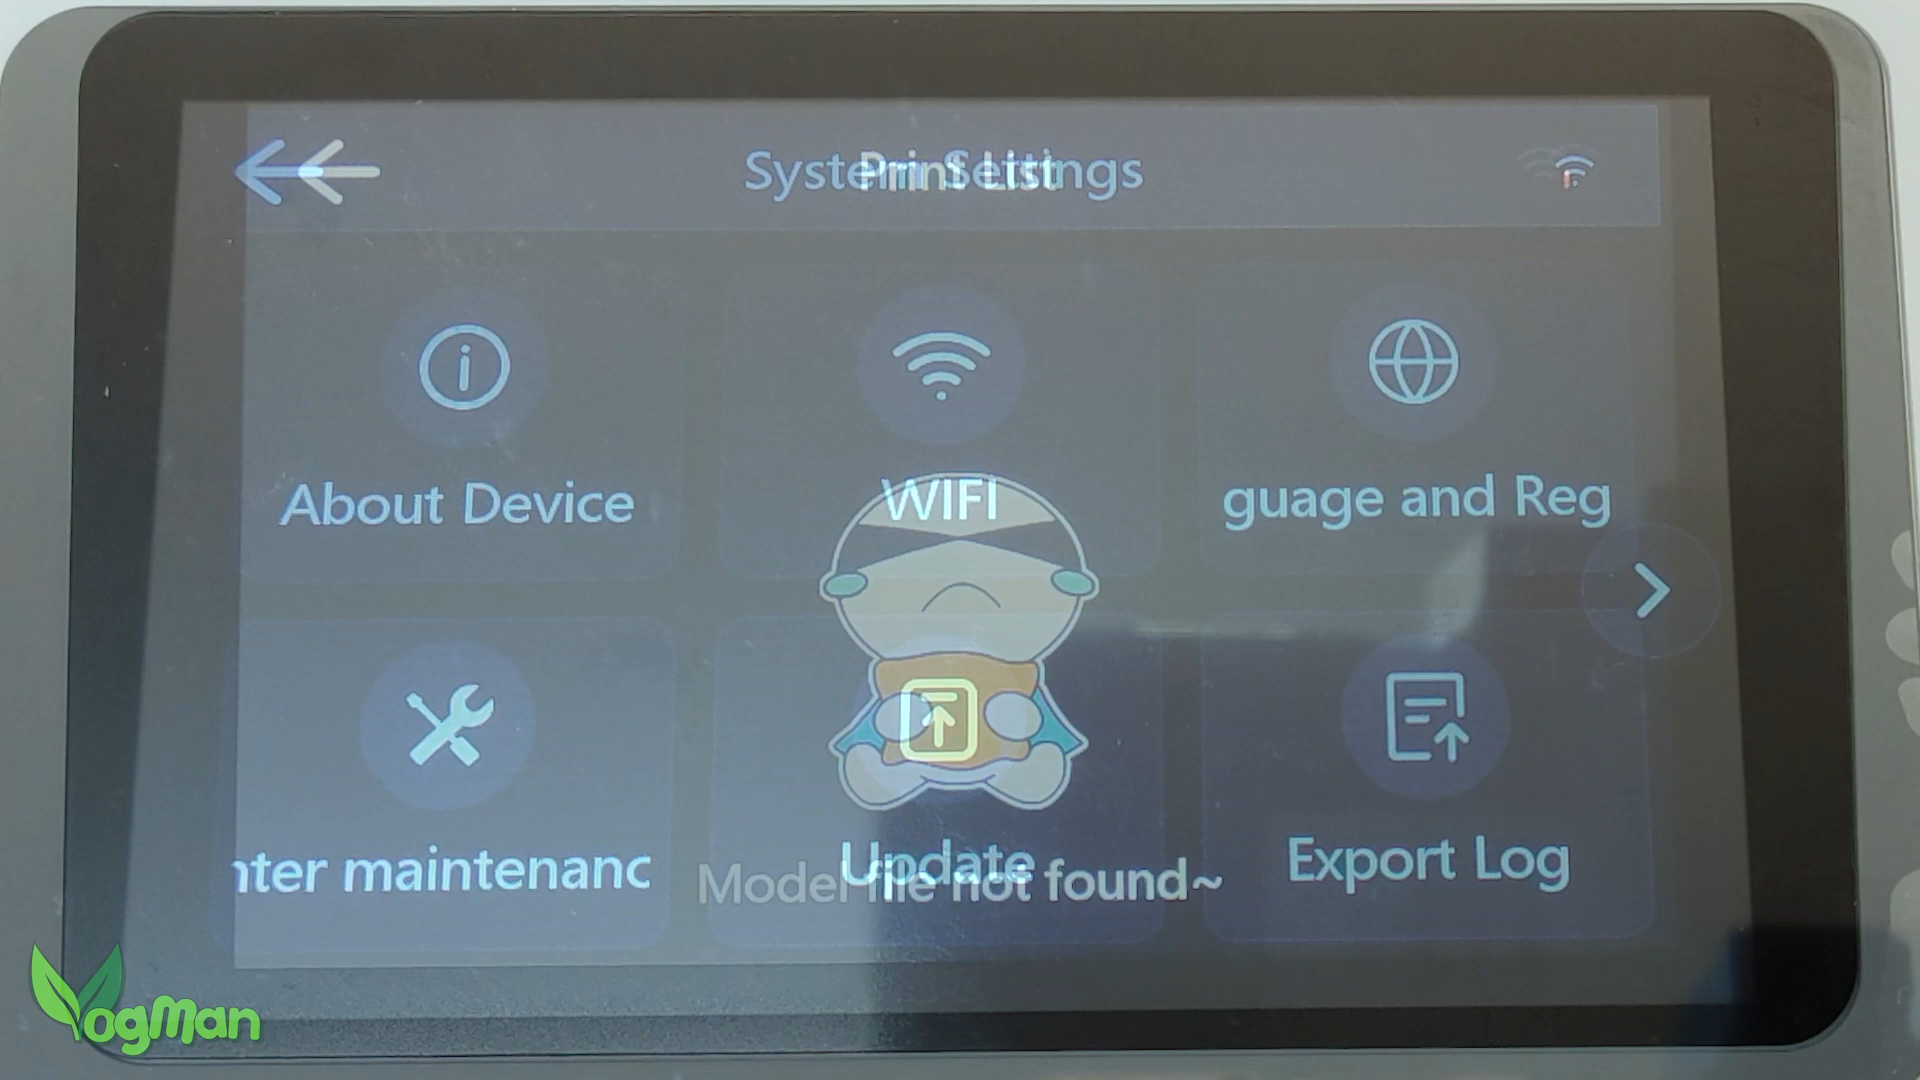 System Settings
Print List
About Device
WIFI
guage and Reg
nter maintenanc
Update
Export Log
Model file not found~
YogMan